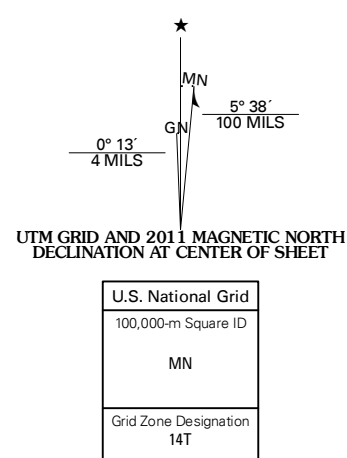 ★
MN
GN
5° 38´
100 MILS
0° 13´
4 MILS
UTM GRID AND 2011 MAGNETIC NORTH
DECLINATION AT CENTER OF SHEET
U.S. National Grid
100,000-m Square ID
MN
Grid Zone Designation
14T